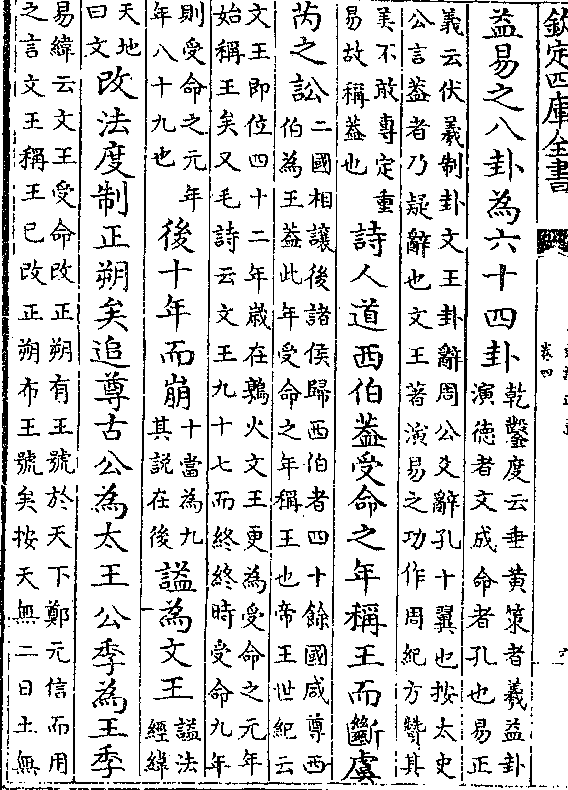 欽定四庫全書
卷四
益易之八卦為六十四卦乾鑿度云垂黃策者羲益卦演德者文成命者孔也易正
義云伏羲制卦文王卦辭周公爻辭孔十翼也按太史公言葢者乃疑辭也文王著演易之功作周紀方贊其
美不敢專定重易故稱葢也詩人道西伯葢受命之年稱王而斷虞
芮之訟二國相讓後諸侯歸西伯者四十餘國咸尊西伯為王葢此年受命之年稱王也帝王世紀云
文王即位四十二年嵗在鶉火文王更為受命之元年始稱王矣又毛詩云文王九十七而終終時受命九年
則受命之元年年八十九也後十年而崩十當為九其説在後諡為文王諡法經緯
天地曰文改法度制正朔矣追尊古公為太王公季為王季
易緯云文王受命改正朔有王號於天下鄭元信而用之言文王稱王已改正朔布王號矣按天無二日土無